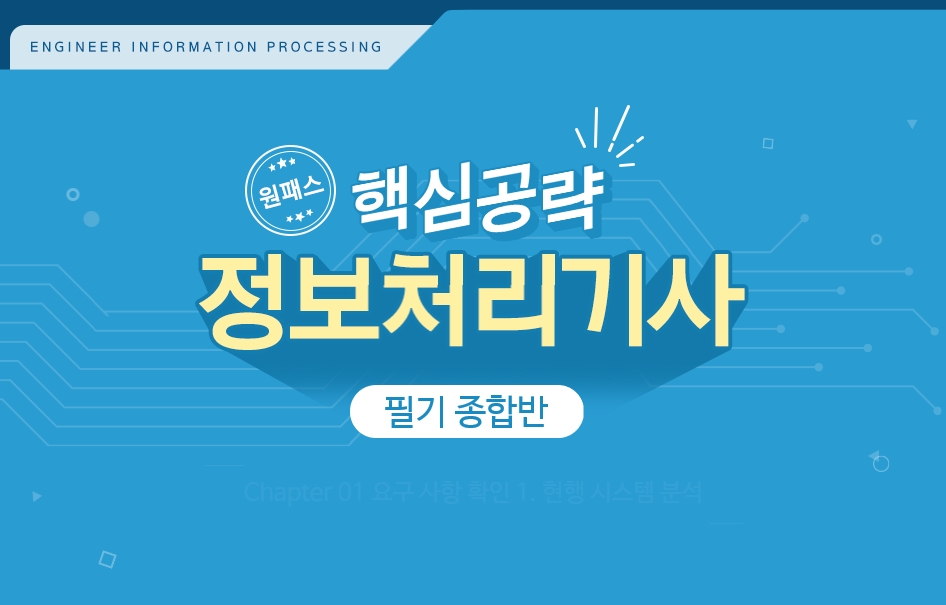 ENGINEER INFORMATION PROCESSING
원패스
핵심공략
정보처리기사
필기 종합반
Chapter 01 요구 사항 확인 1. 현행 시스템 분석